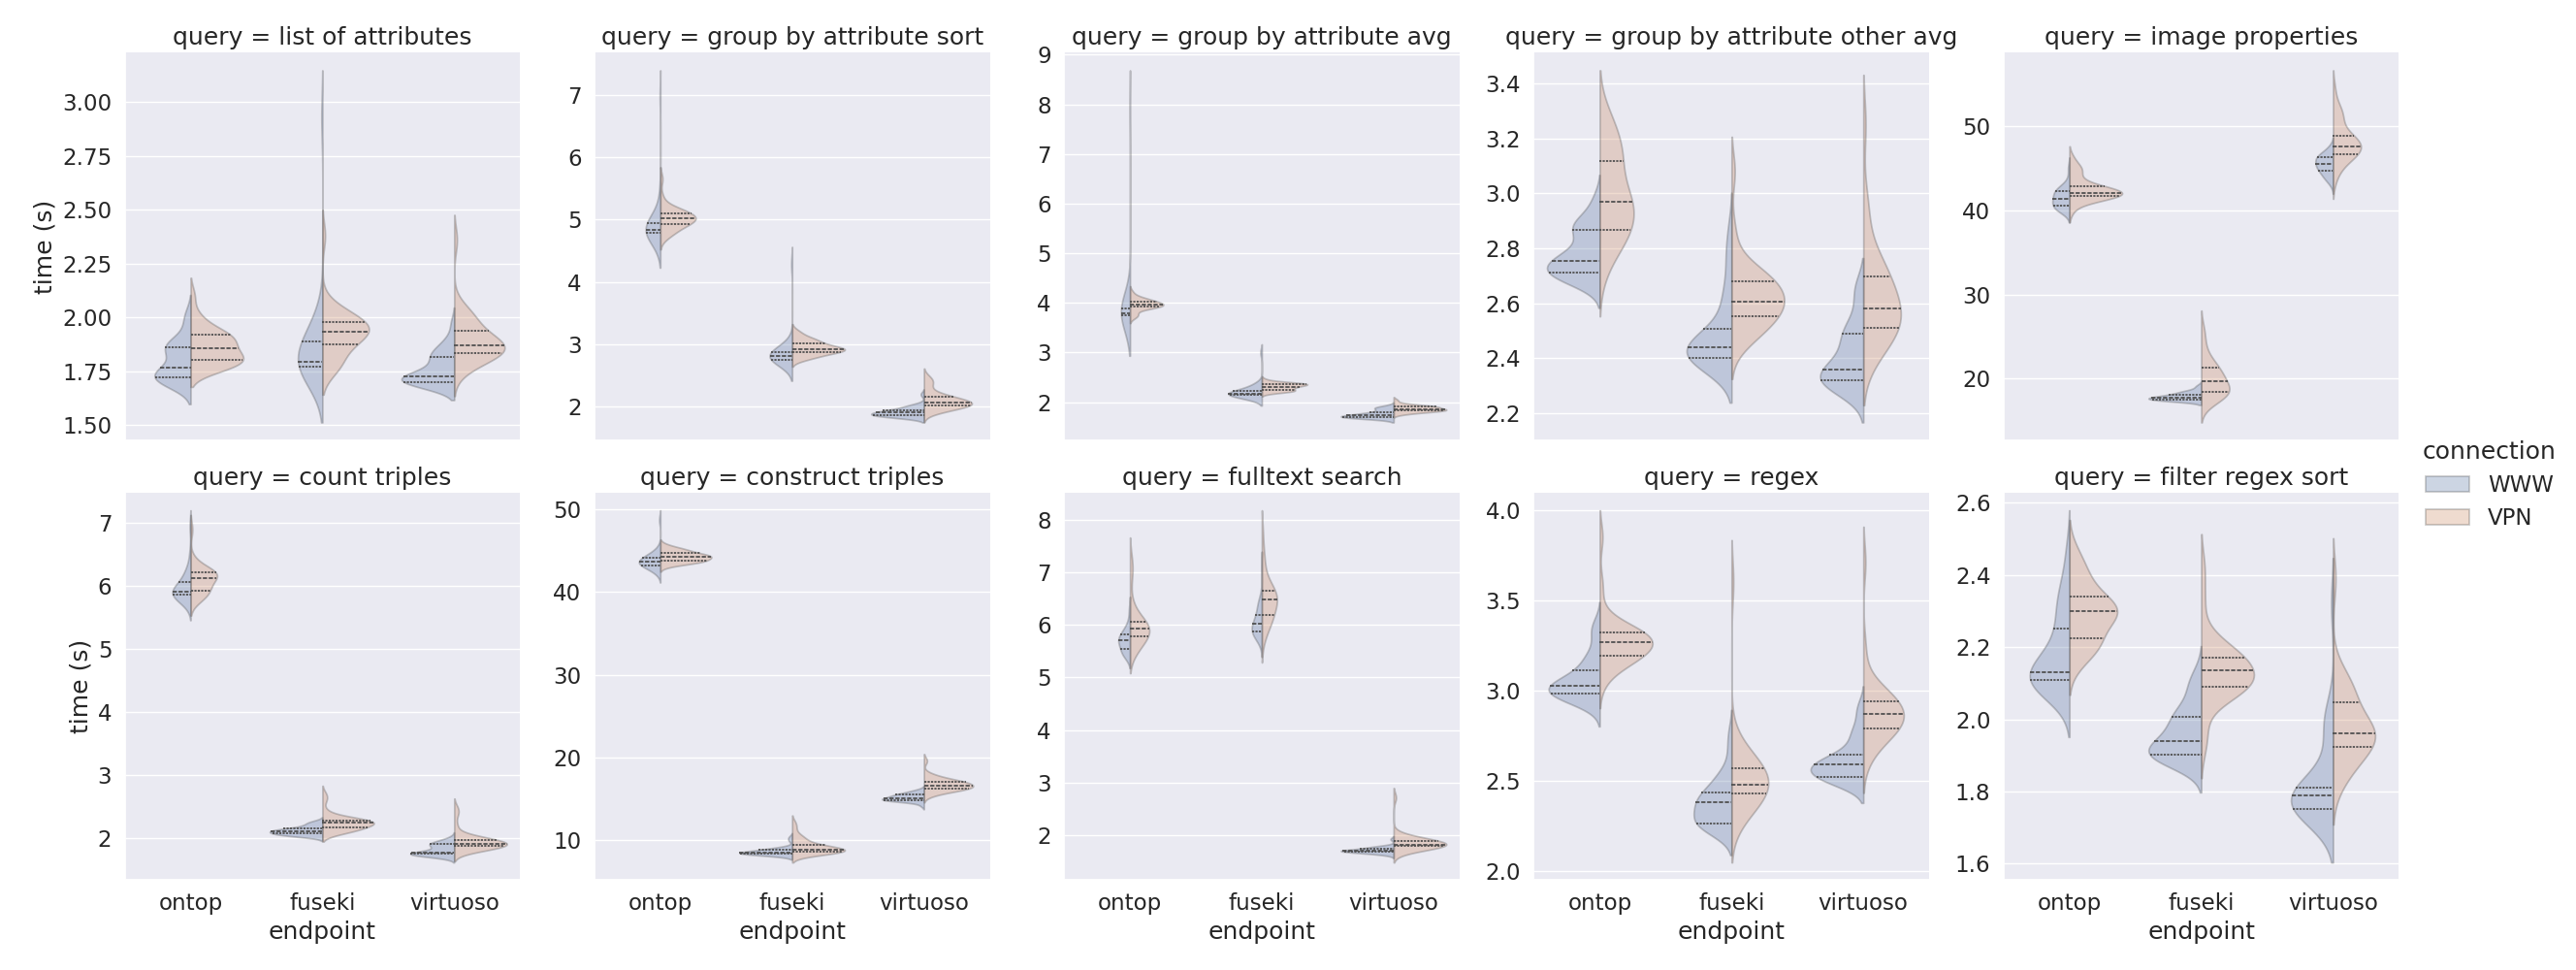 query = list of attributes
query = group by attribute sort
query = group by attribute avg
query = group by attribute other avg
query = image properties
time (s)
3.00
2.75
2.50
2.25
2.00
1.75
1.50
7
6
5
4
3
2
9
8
7
6
5
4
3
2
3.4
3.2
3.0
2.8
2.6
2.4
2.2
50
40
30
20
connection
WWW
VPN
query = count triples
query = construct triples
query = fulltext search
query = regex
query = filter regex sort
time (s)
7
6
5
4
3
2
50
40
30
20
10
8
7
6
5
4
3
2
4.0
3.5
3.0
2.5
2.0
2.6
2.4
2.2
2.0
1.8
1.6
ontop fuseki virtuoso
endpoint
ontop fuseki virtuoso
endpoint
ontop fuseki virtuoso
endpoint
ontop fuseki virtuoso
endpoint
ontop fuseki virtuoso
endpoint